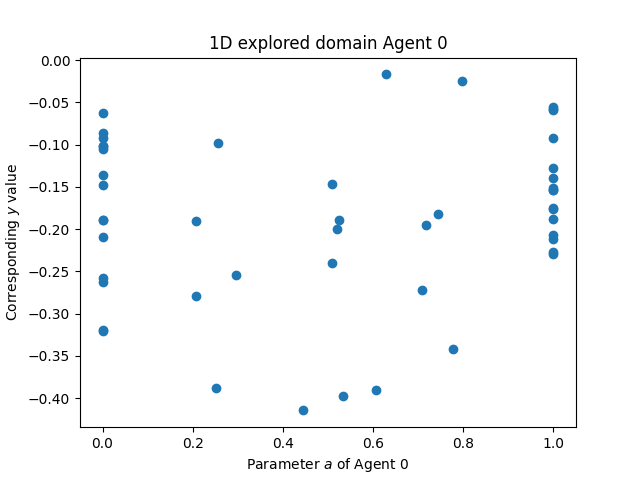 1D explored domain Agent 0
0.00
−0.05
−0.10
−0.15
−0.20
−0.25
−0.30
−0.35
−0.40
Corresponding y value
0.0 0.2 0.4 0.6 0.8 1.0
Parameter a of Agent 0